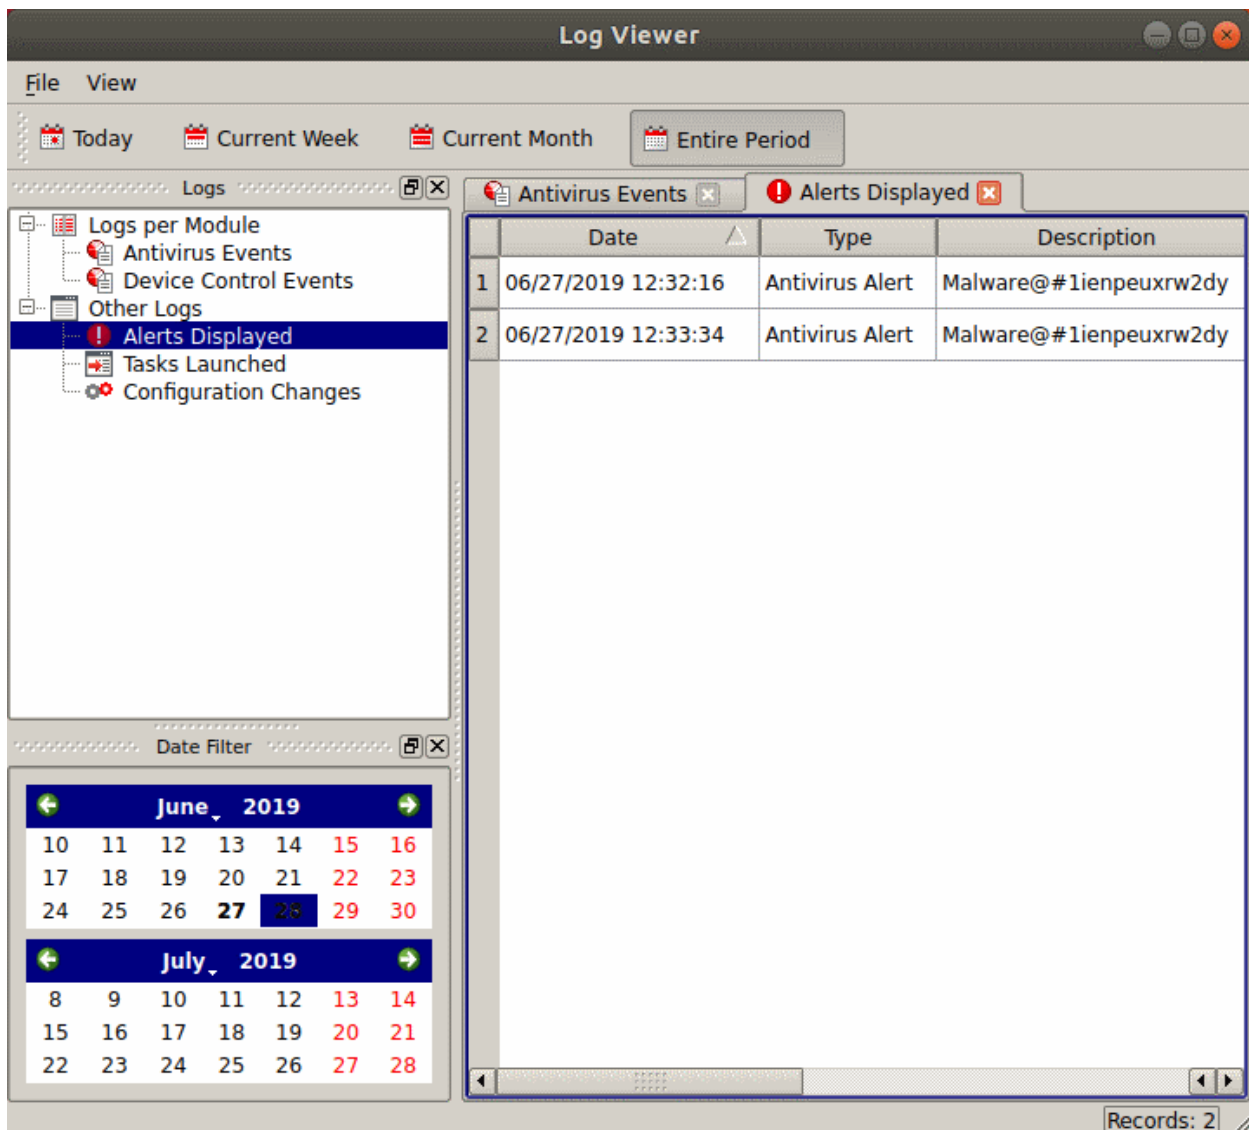 Log Viewer
File View
Today Current Week Current Month Entire Period
Logs
Logs per Module
Antivirus Events
Device Control Events
Other Logs
Alerts Displayed
Tasks Launched
Configuration Changes
Date Filter
June 2019
10 11 12 13 14 15 16
17 18 19 20 21 22 23
24 25 26 27 28 29 30
July 2019
8 9 10 11 12 13 14
15 16 17 18 19 20 21
22 23 24 25 26 27 28
Antivirus Events Alerts Displayed
Date Type Description
1 06/27/2019 12:32:16 Antivirus Alert Malware@#1ienpeuxrw2dy
2 06/27/2019 12:33:34 Antivirus Alert Malware@#1ienpeuxrw2dy
Records: 2